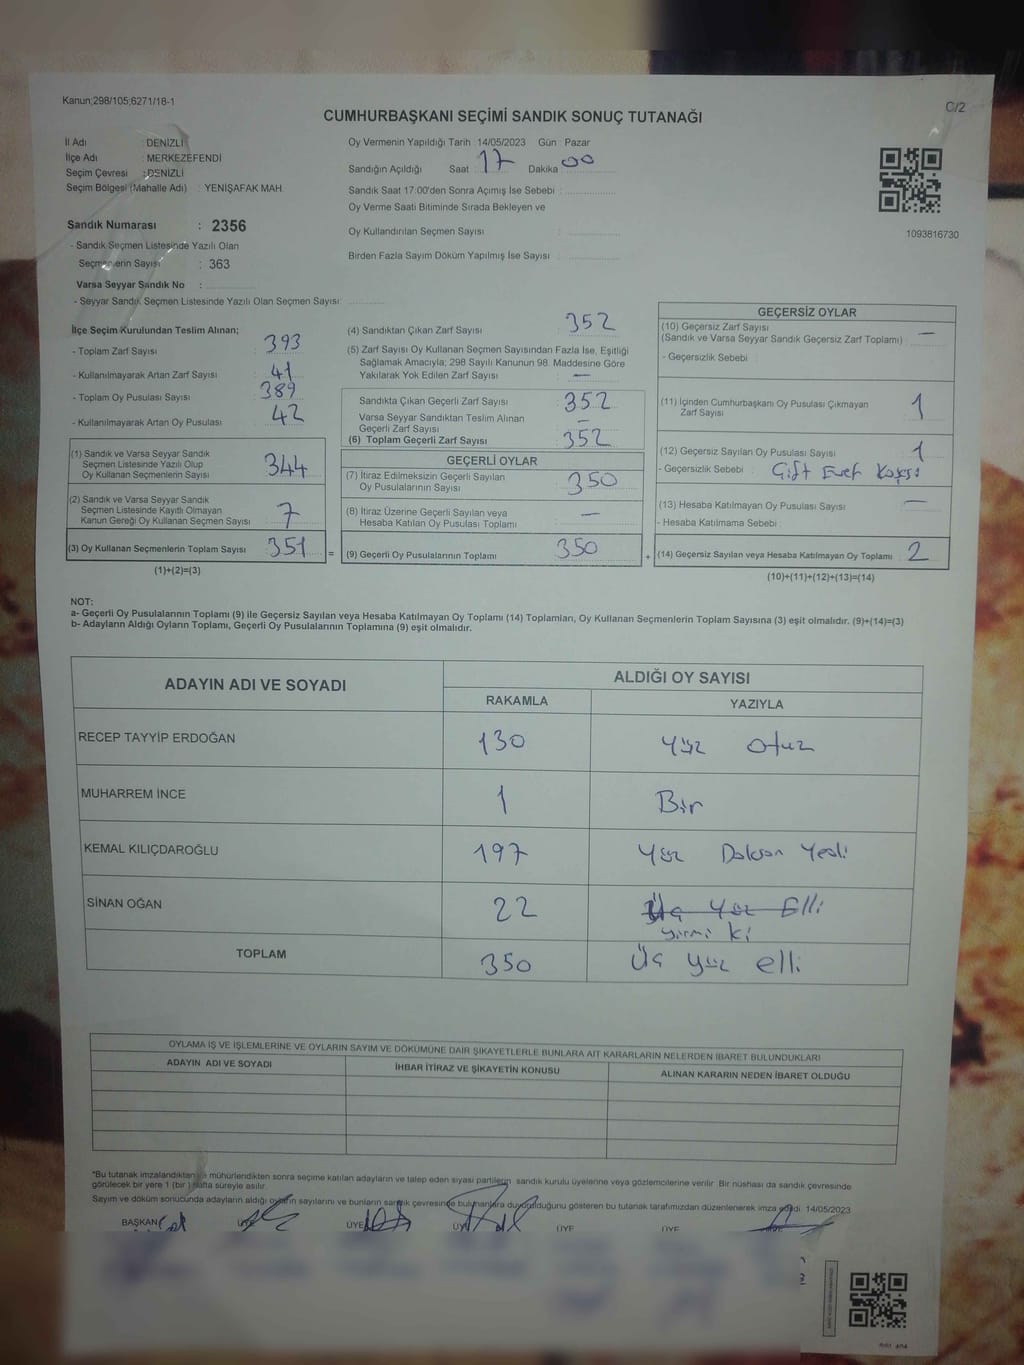 Kanun;298/105;6271/18-1
C/2
CUMHURBAŞKANI SEÇİMİ SANDIK SONUÇ TUTANAĞI
İl Adı : DENİZLİ
İlçe Adı : MERKEZEFENDİ
Seçim Çevresi : DENİZLİ
Seçim Bölgesi (Mahalle Adı) : YENİŞAFAK MAH.
Sandık Numarası : 2356
- Sandık Seçmen Listesinde Yazılı Olan
Seçmenlerin Sayısı : 363
Varsa Seyyar Sandık No :
- Seyyar Sandık Seçmen Listesinde Yazılı Olan Seçmen Sayısı:
Oy Vermenin Yapıldığı Tarih : 14/05/2023 Gün : Pazar
Sandığın Açıldığı Saat : 17 Dakika : 00
Sandık Saat 17:00'den Sonra Açımış İse Sebebi :
Oy Verme Saati Bitiminde Sırada Bekleyen ve
Oy Kullandırılan Seçmen Sayısı :
Birden Fazla Sayım Döküm Yapılmış İse Sayısı :
1093816730
İlçe Seçim Kurulundan Teslim Alınan;
- Toplam Zarf Sayısı : 393
- Kullanılmayarak Artan Zarf Sayısı : 41
- Toplam Oy Pusulası Sayısı : 389
- Kullanılmayarak Artan Oy Pusulası : 42
(1) Sandık ve Varsa Seyyar Sandık
Seçmen Listesinde Yazılı Olup
Oy Kullanan Seçmenlerin Sayısı : 344
(2) Sandık ve Varsa Seyyar Sandık
Seçmen Listesinde Kayıtlı Olmayan
Kanun Gereği Oy Kullanan Seçmen Sayısı : 7
(3) Oy Kullanan Seçmenlerin Toplam Sayısı : 351 =
(1)+(2)=(3)
(4) Sandıktan Çıkan Zarf Sayısı : 352
(5) Zarf Sayısı Oy Kullanan Seçmen Sayısından Fazla İse, Eşitliği
Sağlamak Amacıyla; 298 Sayılı Kanunun 98. Maddesine Göre
Yakılarak Yok Edilen Zarf Sayısı : —
Sandıkta Çıkan Geçerli Zarf Sayısı : 352
Varsa Seyyar Sandıktan Teslim Alınan
Geçerli Zarf Sayısı : —
(6) Toplam Geçerli Zarf Sayısı : 352
GEÇERLİ OYLAR
(7) İtiraz Edilmeksizin Geçerli Sayılan
Oy Pusulalarının Sayısı : 350
(8) İtiraz Üzerine Geçerli Sayılan veya
Hesaba Katılan Oy Pusulası Toplamı : —
(9) Geçerli Oy Pusulalarının Toplamı : 350 +
GEÇERSİZ OYLAR
(10) Geçersiz Zarf Sayısı
(Sandık ve Varsa Seyyar Sandık Geçersiz Zarf Toplamı) : —
- Geçersizlik Sebebi :
(11) İçinden Cumhurbaşkanı Oy Pusulası Çıkmayan
Zarf Sayısı : 1
(12) Geçersiz Sayılan Oy Pusulası Sayısı : 1
- Geçersizlik Sebebi : Çift Evet
(13) Hesaba Katılmayan Oy Pusulası Sayısı : —
- Hesaba Katılmama Sebebi :
(14) Geçersiz Sayılan veya Hesaba Katılmayan Oy Toplamı : 2
(10)+(11)+(12)+(13)=(14)
NOT:
a- Geçerli Oy Pusulalarının Toplamı (9) ile Geçersiz Sayılan veya Hesaba Katılmayan Oy Toplamı (14) Toplamları, Oy Kullanan Seçmenlerin Toplam Sayısına (3) eşit olmalıdır. (9)+(14)=(3)
b- Adayların Aldığı Oyların Toplamı, Geçerli Oy Pusulalarının Toplamına (9) eşit olmalıdır.
ADAYIN ADI VE SOYADI
ALDIĞI OY SAYISI
RAKAMLA YAZIYLA
RECEP TAYYİP ERDOĞAN 130 Yüz otuz
MUHARREM İNCE 1 Bir
KEMAL KILIÇDAROĞLU 197 Yüz Doksan Yedi
SİNAN OĞAN 22 Üç Yüz Elli
yirmi ki
TOPLAM 350 Üç yüz elli
OYLAMA İŞ VE İŞLEMLERİNE VE OYLARIN SAYIM VE DÖKÜMÜNE DAİR ŞİKAYETLERLE BUNLARA AİT KARARLARIN NELERDEN İBARET BULUNDUKLARI
ADAYIN ADI VE SOYADI İHBAR İTİRAZ VE ŞİKAYETİN KONUSU ALINAN KARARIN NEDEN İBARET OLDUĞU
*Bu tutanak imzalandıktan ve mühürlendikten sonra seçime katılan adayların ve talep eden siyasi partilerin sandık kurulu üyelerine veya gözlemcilerine verilir. Bir nüshası da sandık çevresinde
görülecek bir yere 1 (bir) hafta süreyle asılır.
Sayım ve döküm sonucunda adayların aldığı oyların sayılarını ve bunların sandık çevresinde bulunanlara duyurulduğunu gösteren bu tutanak tarafımızdan düzenlenerek imza edildi. 14/05/2023
BAŞKAN ÜYE ÜYE ÜYE ÜYE ÜYE